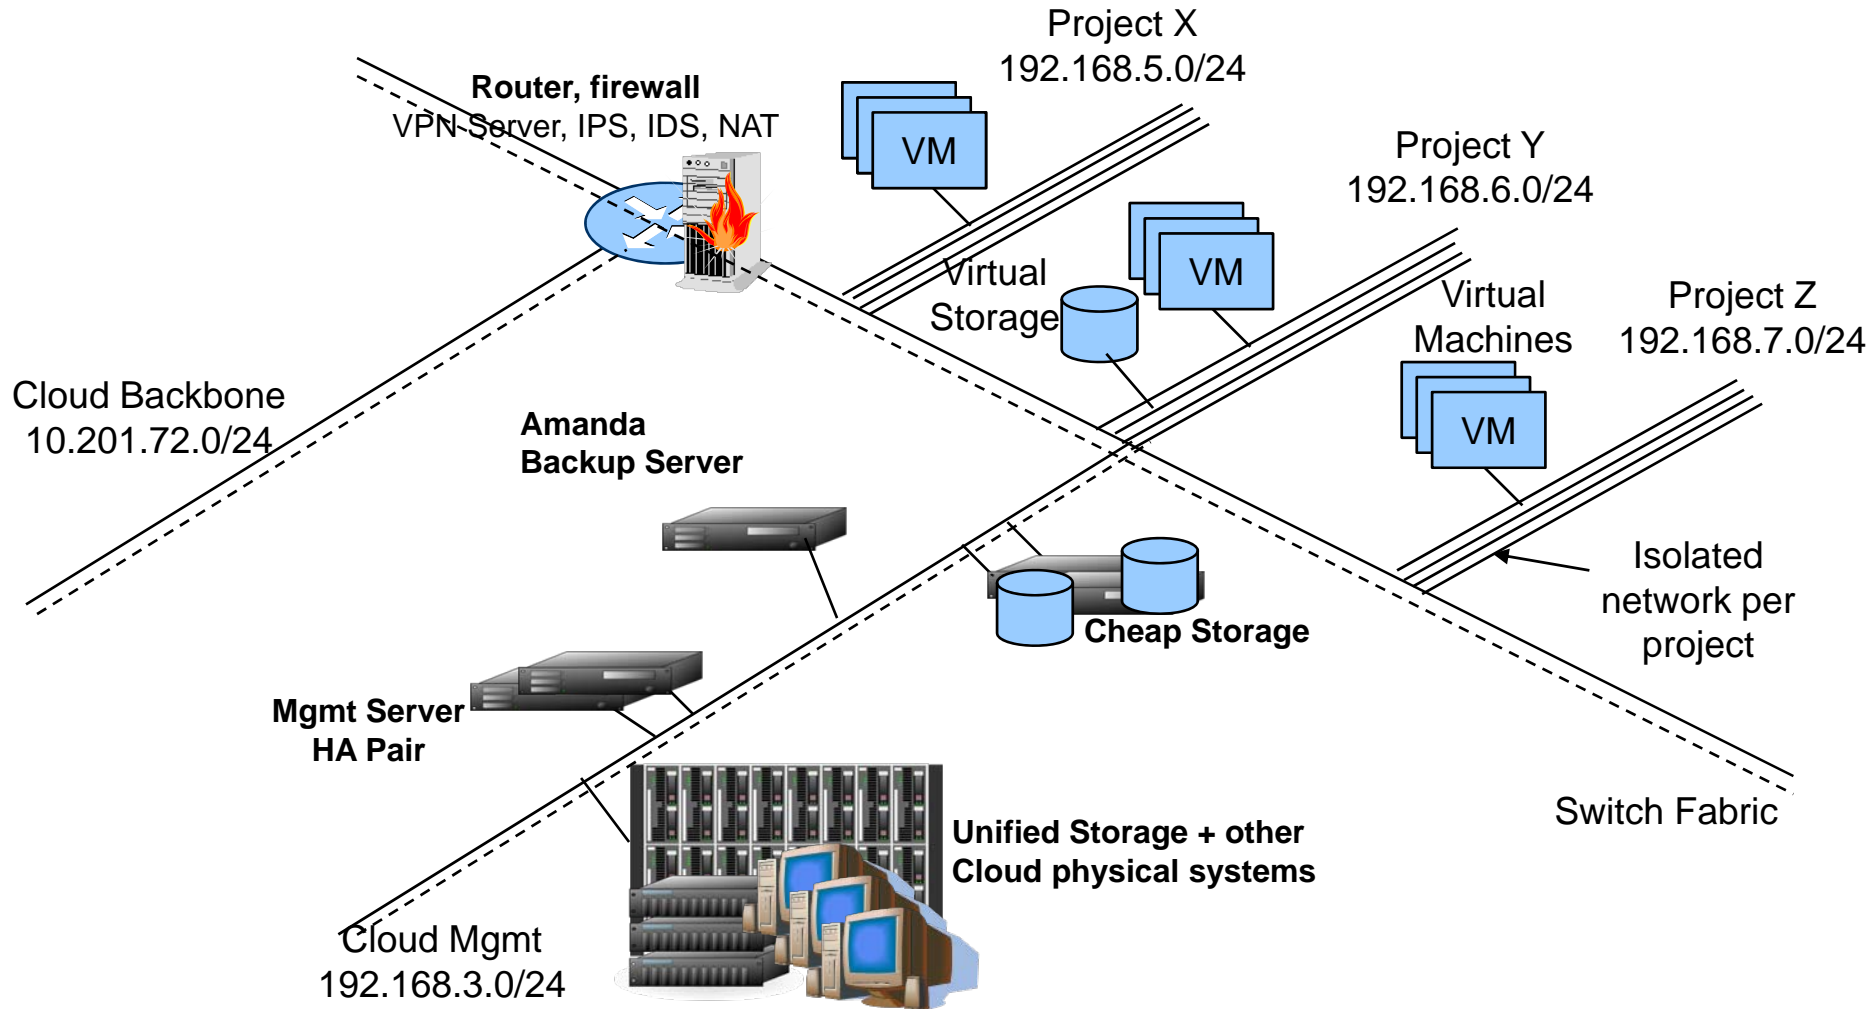 Project X
192.168.5.0/24
Router, firewall
VPN Server, IPS, IDS, NAT
VM
Project Y
192.168.6.0/24
Virtual
Storage
VM
Virtual
Machines
Project Z
192.168.7.0/24
VM
Cloud Backbone
10.201.72.0/24
Amanda
Backup Server
Isolated
network per
project
Cheap Storage
Mgmt Server
HA Pair
Switch Fabric
Unified Storage + other
Cloud physical systems
Cloud Mgmt
192.168.3.0/24